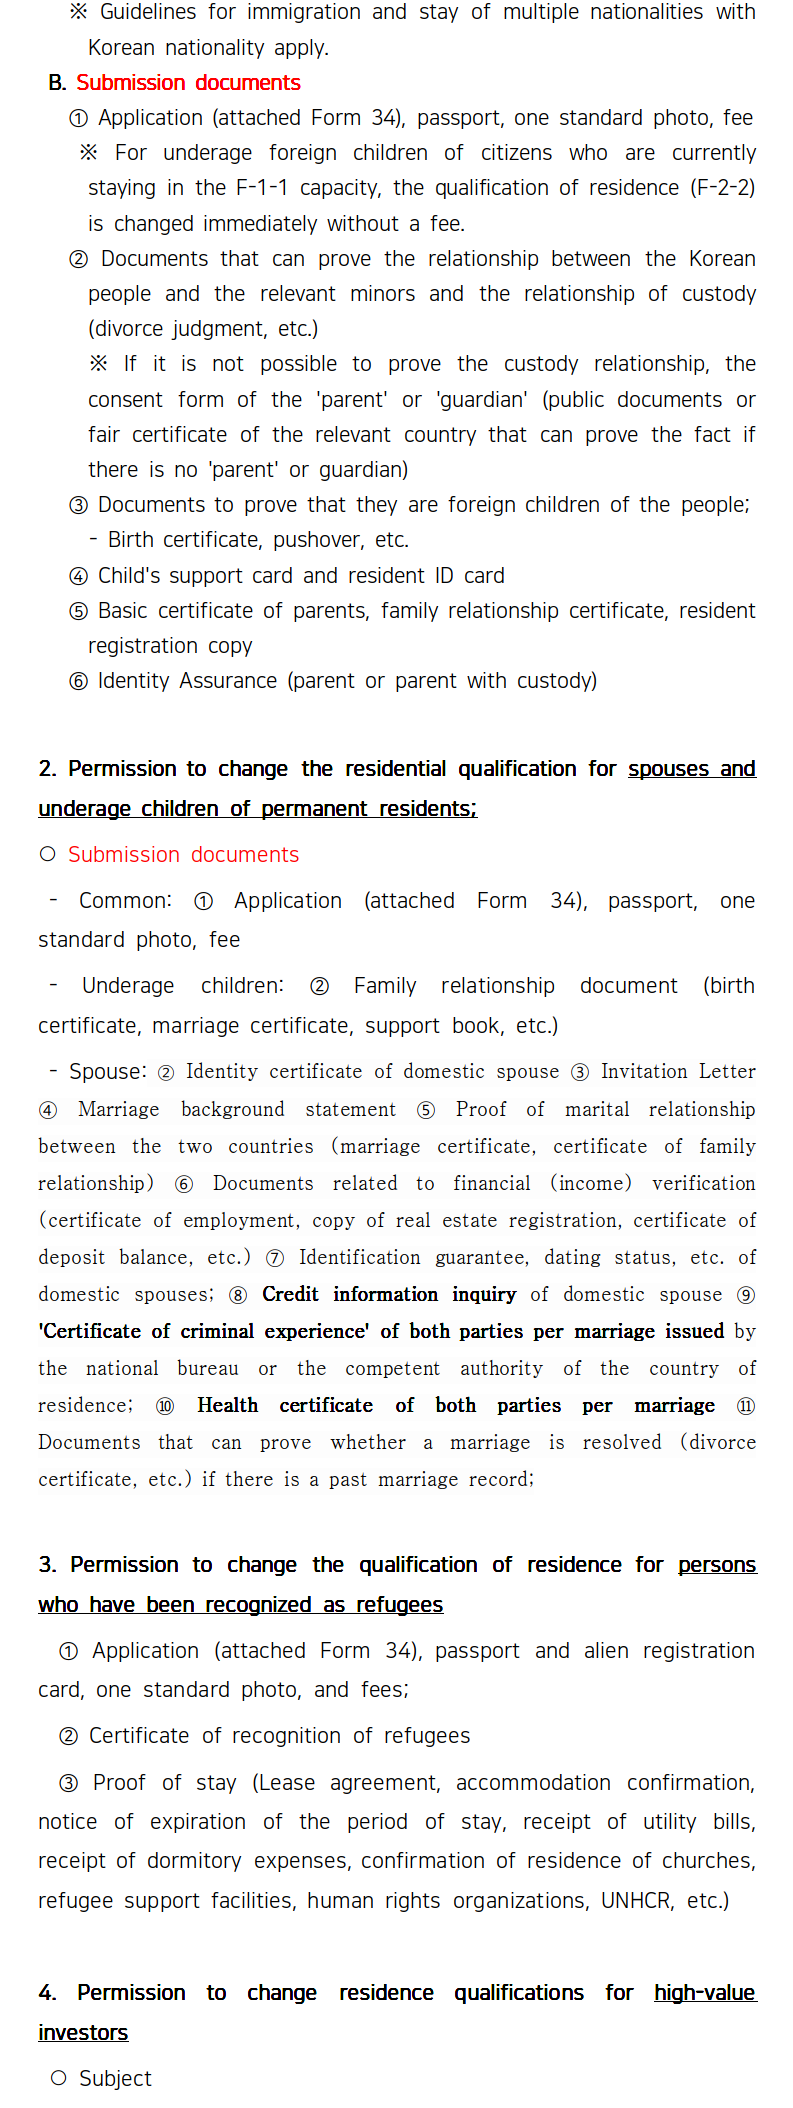 ※ Guidelines for immigration and stay of multiple nationalities with
Korean nationality apply.
B. Submission documents
① Application (attached Form 34), passport, one standard photo, fee
※ For underage foreign children of citizens who are currently
staying in the F-1-1 capacity, the qualification of residence (F-2-2)
is changed immediately without a fee.
② Documents that can prove the relationship between the Korean
people and the relevant minors and the relationship of custody
(divorce judgment, etc.)
※ If it is not possible to prove the custody relationship, the
consent form of the 'parent' or 'guardian' (public documents or
fair certificate of the relevant country that can prove the fact if
there is no 'parent' or guardian)
③ Documents to prove that they are foreign children of the people;
- Birth certificate, pushover, etc.
④ Child's support card and resident ID card
⑤ Basic certificate of parents, family relationship certificate, resident
registration copy
⑥ Identity Assurance (parent or parent with custody)
2. Permission to change the residential qualification for spouses and
underage children of permanent residents;
○ Submission documents
- Common: ① Application (attached Form 34), passport, one
standard photo, fee
- Underage children: ② Family relationship document (birth
certificate, marriage certificate, support book, etc.)
- Spouse: ② Identity certificate of domestic spouse ③ Invitation Letter
④ Marriage background statement ⑤ Proof of marital relationship
between the two countries (marriage certificate, certificate of family
relationship) ⑥ Documents related to financial (income) verification
(certificate of employment, copy of real estate registration, certificate of
deposit balance, etc.) ⑦ Identification guarantee, dating status, etc. of
domestic spouses; ⑧ Credit information inquiry of domestic spouse ⑨
'Certificate of criminal experience' of both parties per marriage issued by
the national bureau or the competent authority of the country of
residence; ⑩ Health certificate of both parties per marriage ⑪
Documents that can prove whether a marriage is resolved (divorce
certificate, etc.) if there is a past marriage record;
3. Permission to change the qualification of residence for persons
who have been recognized as refugees
① Application (attached Form 34), passport and alien registration
card, one standard photo, and fees;
② Certificate of recognition of refugees
③ Proof of stay (Lease agreement, accommodation confirmation,
notice of expiration of the period of stay, receipt of utility bills,
receipt of dormitory expenses, confirmation of residence of churches,
refugee support facilities, human rights organizations, UNHCR, etc.)
4. Permission to change residence qualifications for high-value
investors
○ Subject